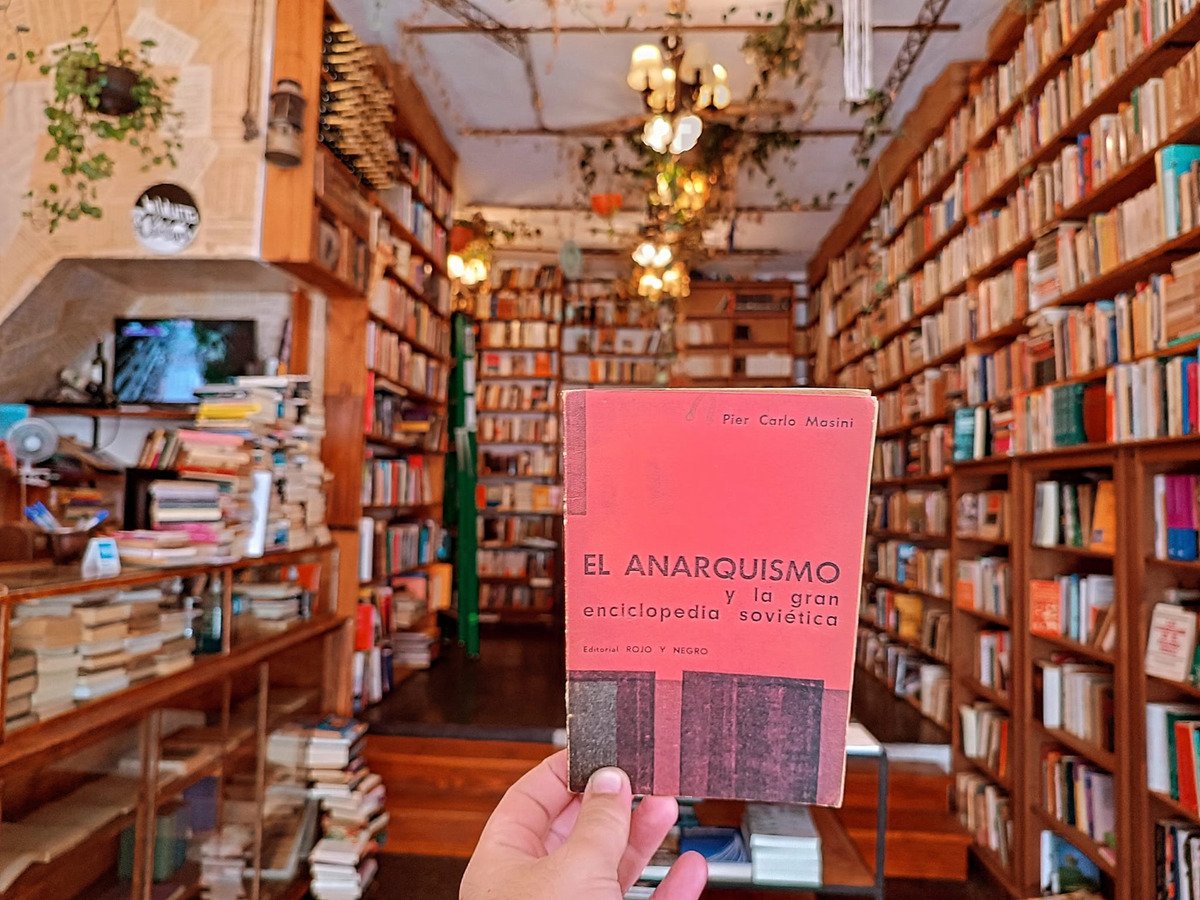 Pier Carlo Masini
EL ANARQUISMO
y la gran
enciclopedia soviética
Editorial ROJO Y NEGRO